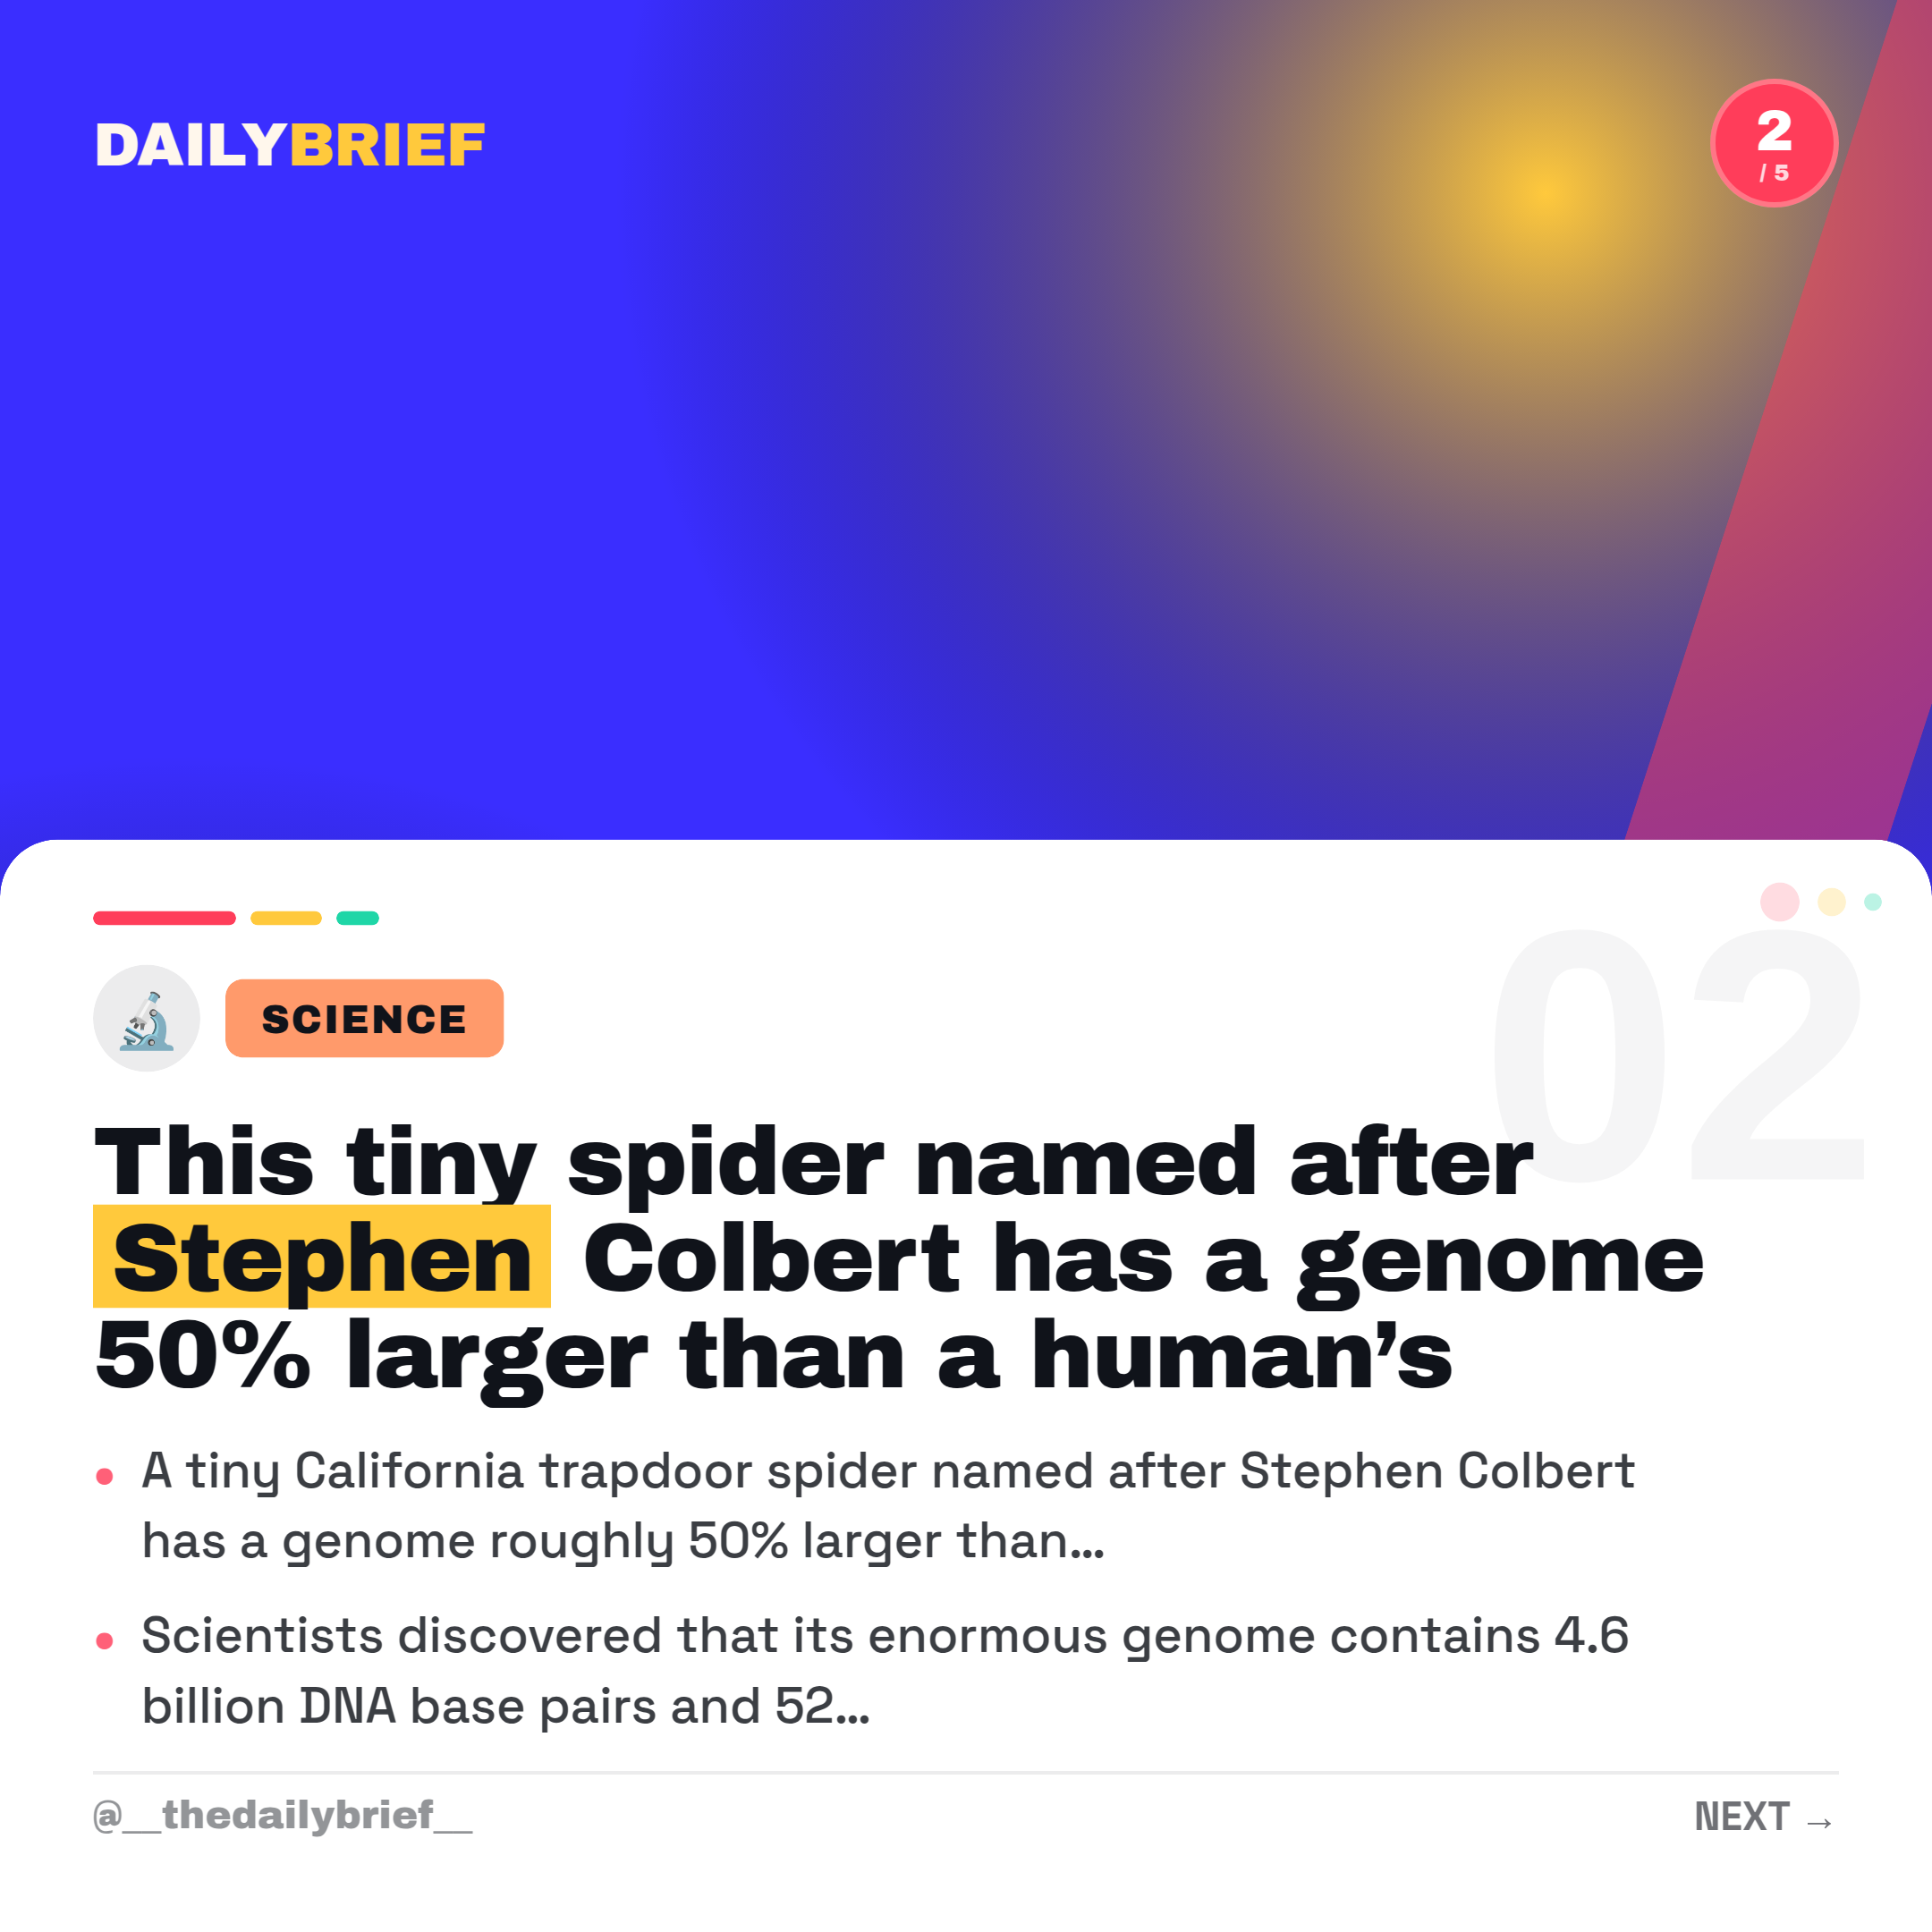 DAILYBRIEF
2
/ 5
02
SCIENCE
This tiny spider named after
Stephen Colbert has a genome
50% larger than a human’s
• A tiny California trapdoor spider named after Stephen Colbert
has a genome roughly 50% larger than…
• Scientists discovered that its enormous genome contains 4.6
billion DNA base pairs and 52…
@__thedailybrief__
NEXT →